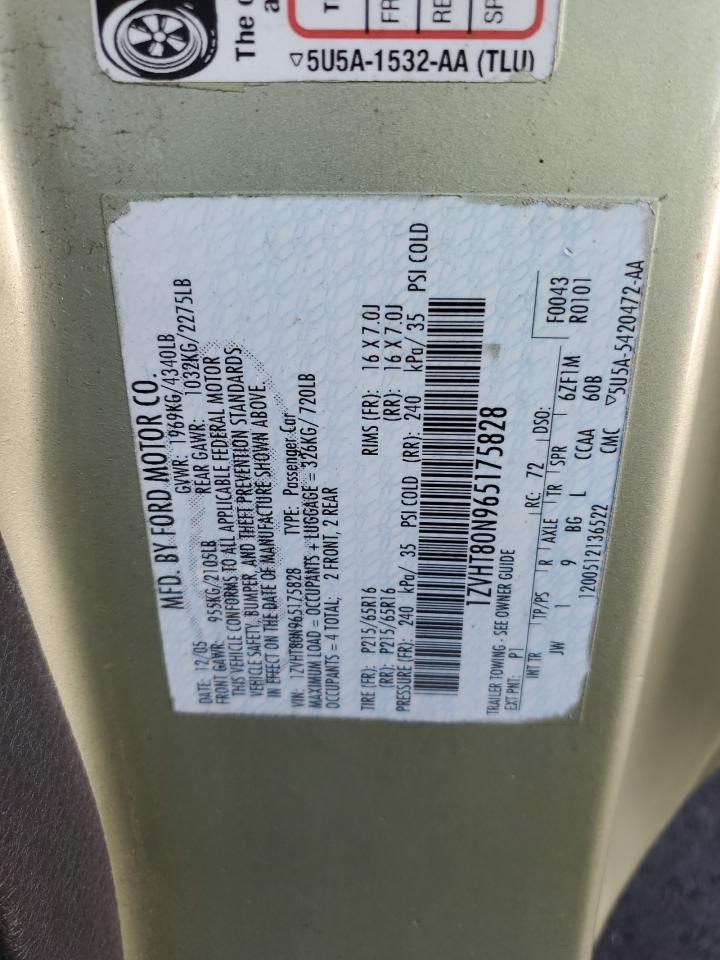 The
a
T
FR
RE
SP
▽5U5A-1532-AA (TLU)
MFD. BY FORD MOTOR CO.
DATE: 12/05 GVWR: 1969KG/4340LB
FRONT GAWR: 955KG/2105LB REAR GAWR: 1032KG/2275LB
THIS VEHICLE CONFORMS TO ALL APPLICABLE FEDERAL MOTOR
VEHICLE SAFETY, BUMPER, AND THEFT PREVENTION STANDARDS
IN EFFECT ON THE DATE OF MANUFACTURE SHOWN ABOVE.
VIN: 1ZVHT80N965175828 TYPE: Passenger Car
MAXIMUM LOAD = OCCUPANTS + LUGGAGE = 326KG/720LB
OCCUPANTS = 4 TOTAL; 2 FRONT, 2 REAR
TIRE (FR): P215/65R16 RIMS (FR): 16 X 7.0J
(RR): P215/65R16 (RR): 16 X 7.0J
PRESSURE (FR): 240 kPa/ 35 PSI COLD (RR): 240 kPa/ 35 PSI COLD
1ZVHT80N965175828
TRAILER TOWING - SEE OWNER GUIDE
EXT PNT: P1 RC: 72 DSO: F0043
INT TR TP/PS R AXLE TR SPR R0101
JW 1 9 BG L CCAA 6ZF1M
60B
1200512136522 CMC ▽5U5A-5420472-AA